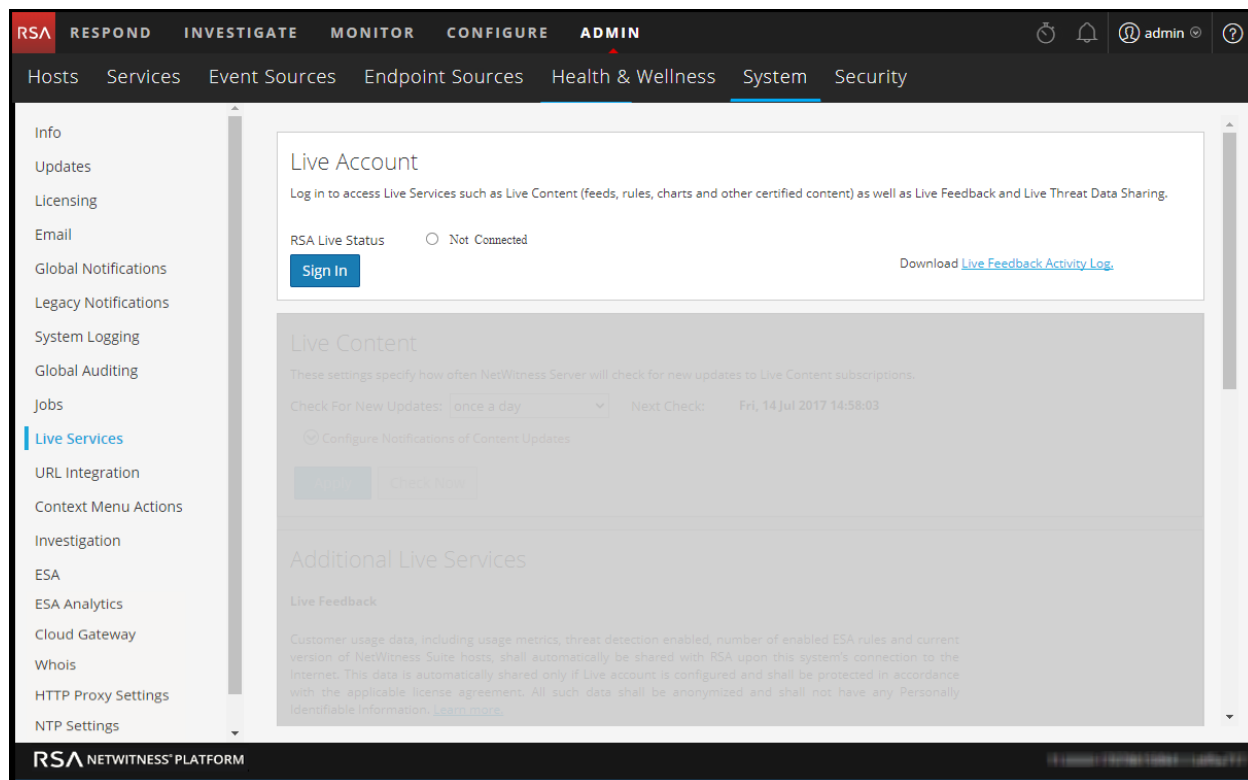 RSA RESPOND INVESTIGATE MONITOR CONFIGURE ADMIN admin ?
Hosts Services Event Sources Endpoint Sources Health & Wellness System Security
Info
Updates
Licensing
Email
Global Notifications
Legacy Notifications
System Logging
Global Auditing
Jobs
Live Services
URL Integration
Context Menu Actions
Investigation
ESA
ESA Analytics
Cloud Gateway
Whois
HTTP Proxy Settings
NTP Settings
Live Account
Log in to access Live Services such as Live Content (feeds, rules, charts and other certified content) as well as Live Feedback and Live Threat Data Sharing.
RSA Live Status Not Connected
Sign In
Download Live Feedback Activity Log.
Live Content
These settings specify how often NetWitness Server will check for new updates to Live Content subscriptions.
Check For New Updates: once a day Next Check: Fri, 14 Jul 2017 14:58:03
Configure Notifications of Content Updates
Apply Check Now
Additional Live Services
Live Feedback
Customer usage data, including usage metrics, threat detection enabled, number of enabled ESA rules and current
version of NetWitness Suite hosts, shall automatically be shared with RSA upon this system's connection to the
internet. This data is automatically shared only if Live account is configured and shall be protected in accordance
with the applicable license agreement. All such data shall be anonymized and shall not have any Personally
Identifiable Information. Learn more.
RSA NETWITNESS® PLATFORM